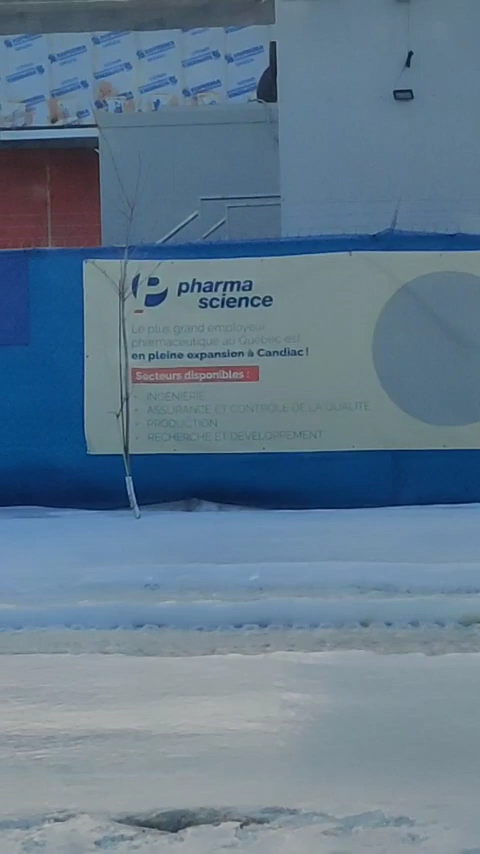 pharma
science
Le plus grand employeur
pharmaceutique au Québec est
en pleine expansion à Candiac!
Secteurs disponibles :
• INGÉNIERIE
• ASSURANCE ET CONTRÔLE DE LA QUALITÉ
• PRODUCTION
• RECHERCHE ET DÉVELOPPEMENT